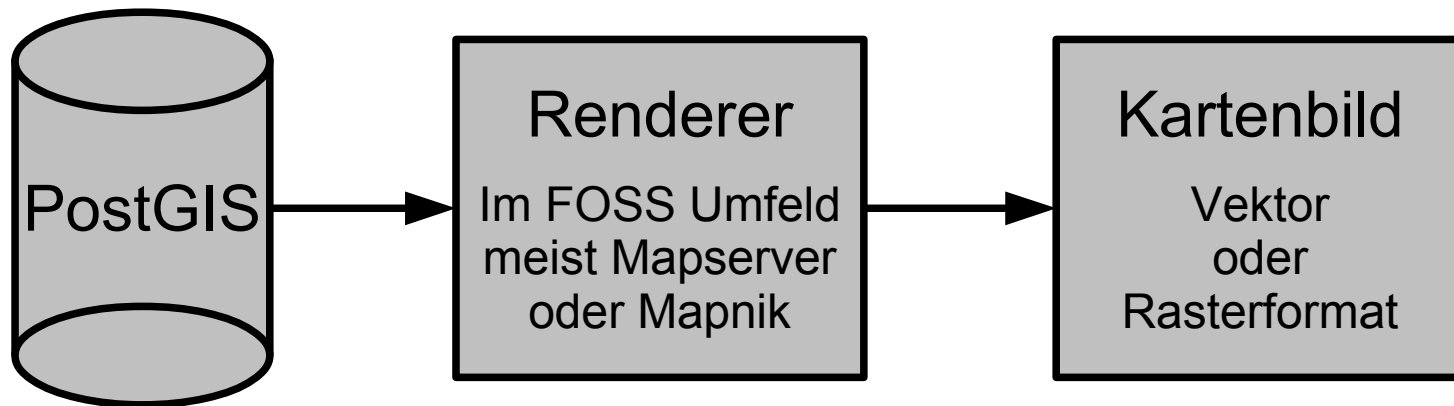 PostGIS
Renderer
Im FOSS Umfeld
meist Mapserver
oder Mapnik
Kartenbild
Vektor
oder
Rasterformat